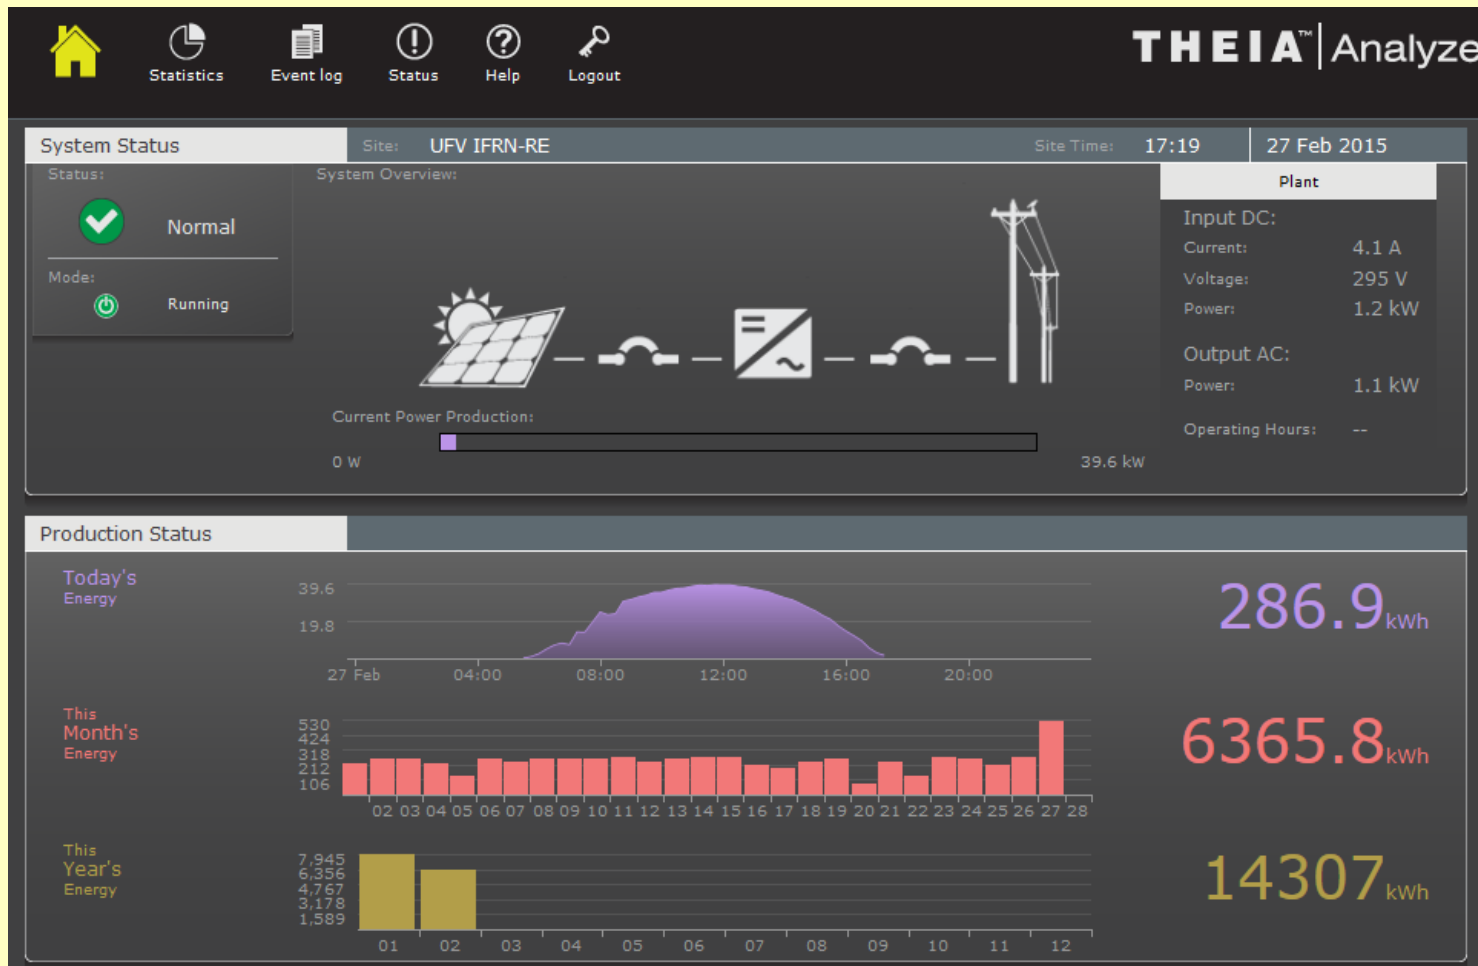 Statistics Event log Status Help Logout
THEIA™ Analyze
System Status Site: UFV IFRN-RE Site Time: 17:19 27 Feb 2015
Status: System Overview: Plant
Normal
Mode:
Running
Input DC:
Current: 4.1 A
Voltage: 295 V
Power: 1.2 kW
Output AC:
Power: 1.1 kW
Operating Hours: --
Current Power Production:
0 W 39.6 kW
Production Status
Today's
Energy
39.6
19.8
27 Feb 04:00 08:00 12:00 16:00 20:00
286.9 kWh
This
Month's
Energy
530
424
318
212
106
02 03 04 05 06 07 08 09 10 11 12 13 14 15 16 17 18 19 20 21 22 23 24 25 26 27 28
6365.8 kWh
This
Year's
Energy
7,945
6,356
4,767
3,178
1,589
01 02 03 04 05 06 07 08 09 10 11 12
14307 kWh